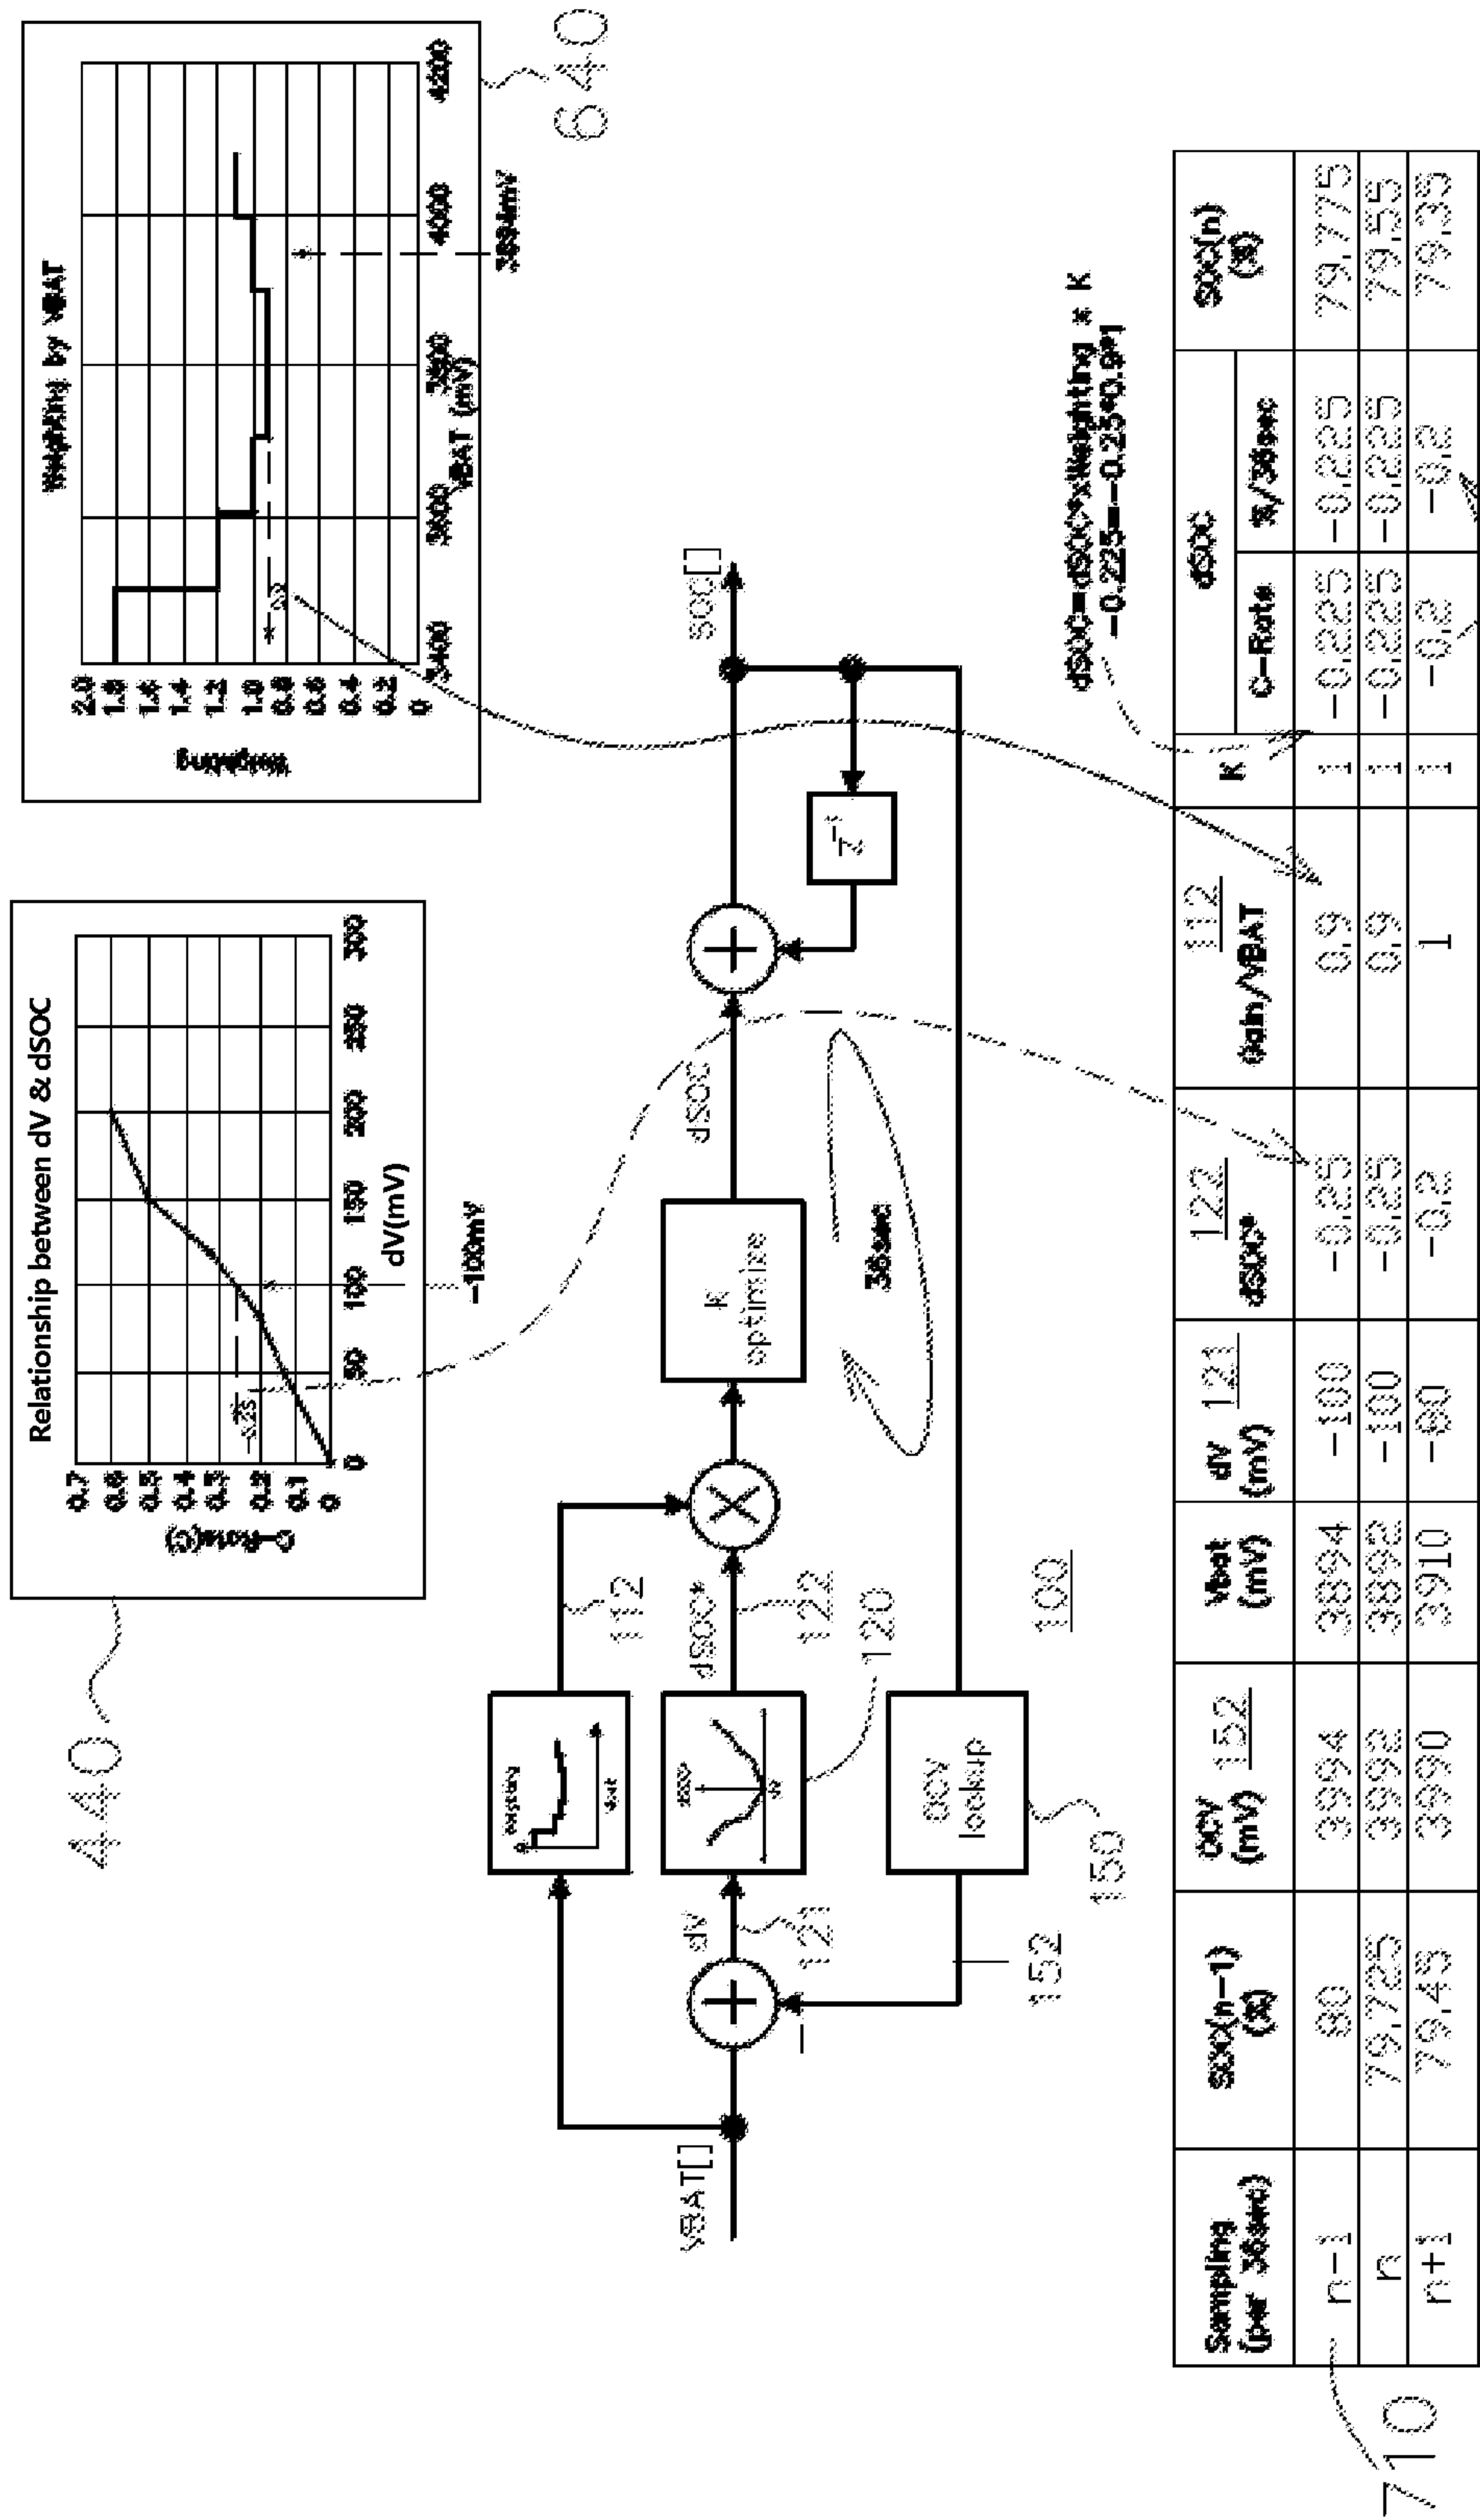 Relationship between dV & dSOC
0.7
0.6
0.5
0.4
0.3
0.2
0.1
0
C-Rate(C)
0
50
100
150
200
250
300
dV(mV)
-0.25
-100mV
440
Weighting by VBAT
2.0
1.8
1.6
1.4
1.2
1.0
0.8
0.6
0.4
0.2
0
Weighting
3400
3600
3800
4000
4200
VBAT (mV)
3894mV
640
VBAT[]
dV
121
Weighting
112
dSOC*
122
120
OCV
lookup
150
152
100
K
optimize
dSOC
36sec
Z⁻¹
SOC[]
dSOC=dSOC*xWeighting x K
-0.225=-0.25*0.9*1
Sampling
(per 36sec)
SOC(n-1)
(%)
OCV 152
(mV)
Vbat
(mV)
dV 121
(mV)
122
dSOC*
112
Gain/VBAT
K
dSOC
C-Rate
%/36sec
SOC(n)
(%)
n-1 80 3994 3894 -100 -0.25 0.9 1 -0.225 -0.225 79.775
n 79.725 3992 3892 -100 -0.25 0.9 1 -0.225 -0.225 79.55
n+1 79.45 3990 3910 -80 -0.2 1 1 -0.2 -0.2 79.35
710